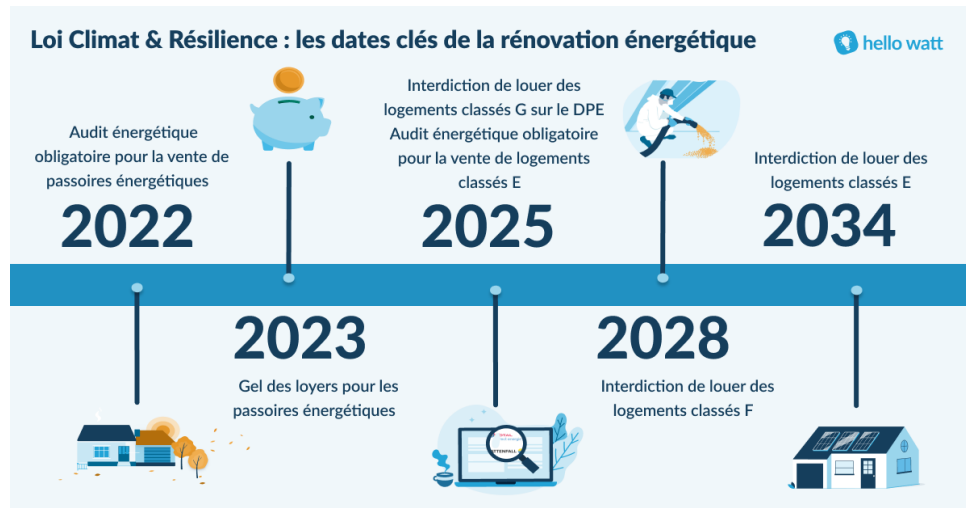 Loi Climat & Résilience : les dates clés de la rénovation énergétique
hello watt
Audit énergétique
obligatoire pour la vente de
passoires énergétiques
2022
2023
Gel des loyers pour les
passoires énergétiques
Interdiction de louer des
logements classés G sur le DPE
Audit énergétique obligatoire
pour la vente de logements
classés E
2025
2028
Interdiction de louer des
logements classés F
Interdiction de louer des
logements classés E
2034